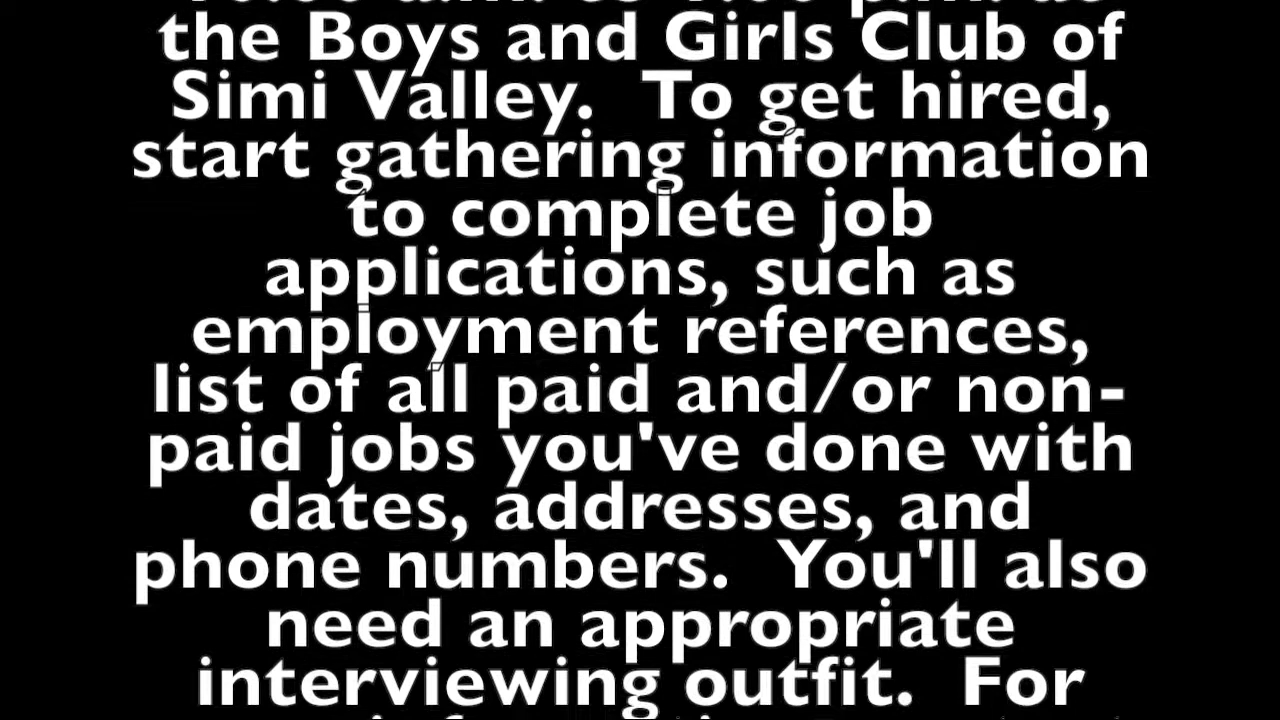 the Boys and Girls Club of
Simi Valley.  To get hired,
start gathering information
to complete job
applications, such as
employment references,
list of all paid and/or non-
paid jobs you've done with
dates, addresses, and
phone numbers.  You'll also
need an appropriate
interviewing outfit.  For